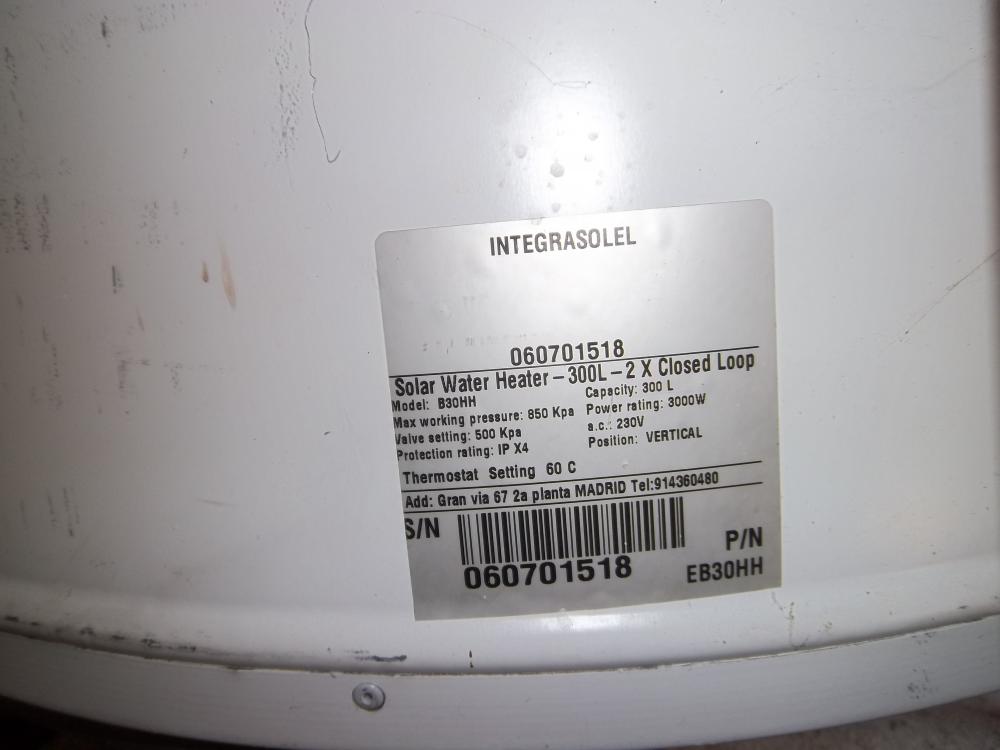 INTEGRASOLEL
060701518
Solar Water Heater – 300L – 2 X Closed Loop
Model: B30HH
Capacity: 300 L
Max working pressure: 850 Kpa
Power rating: 3000W
Valve setting: 500 Kpa
a.c.: 230V
Protection rating: IP X4
Position: VERTICAL
Thermostat Setting 60 C
Add: Gran via 67 2a planta MADRID Tel:914360480
S/N
P/N
060701518
EB30HH